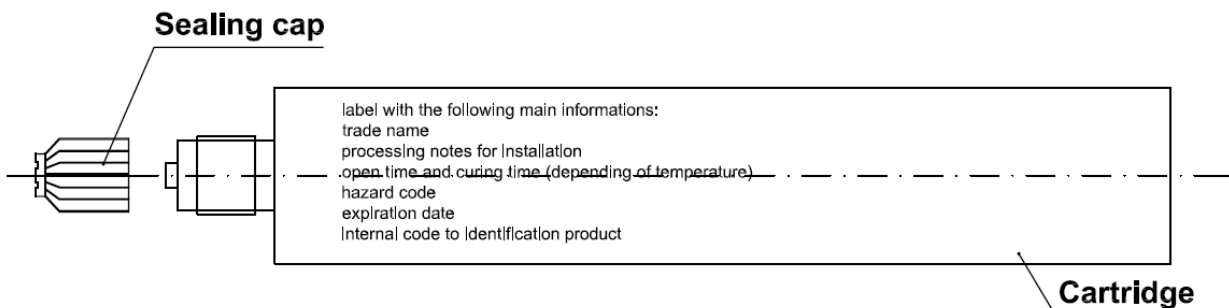 Sealing cap
label with the following main informations:
trade name
processing notes for installation
open time and curing time (depending of temperature)
hazard code
expiration date
internal code to identification product
Cartridge